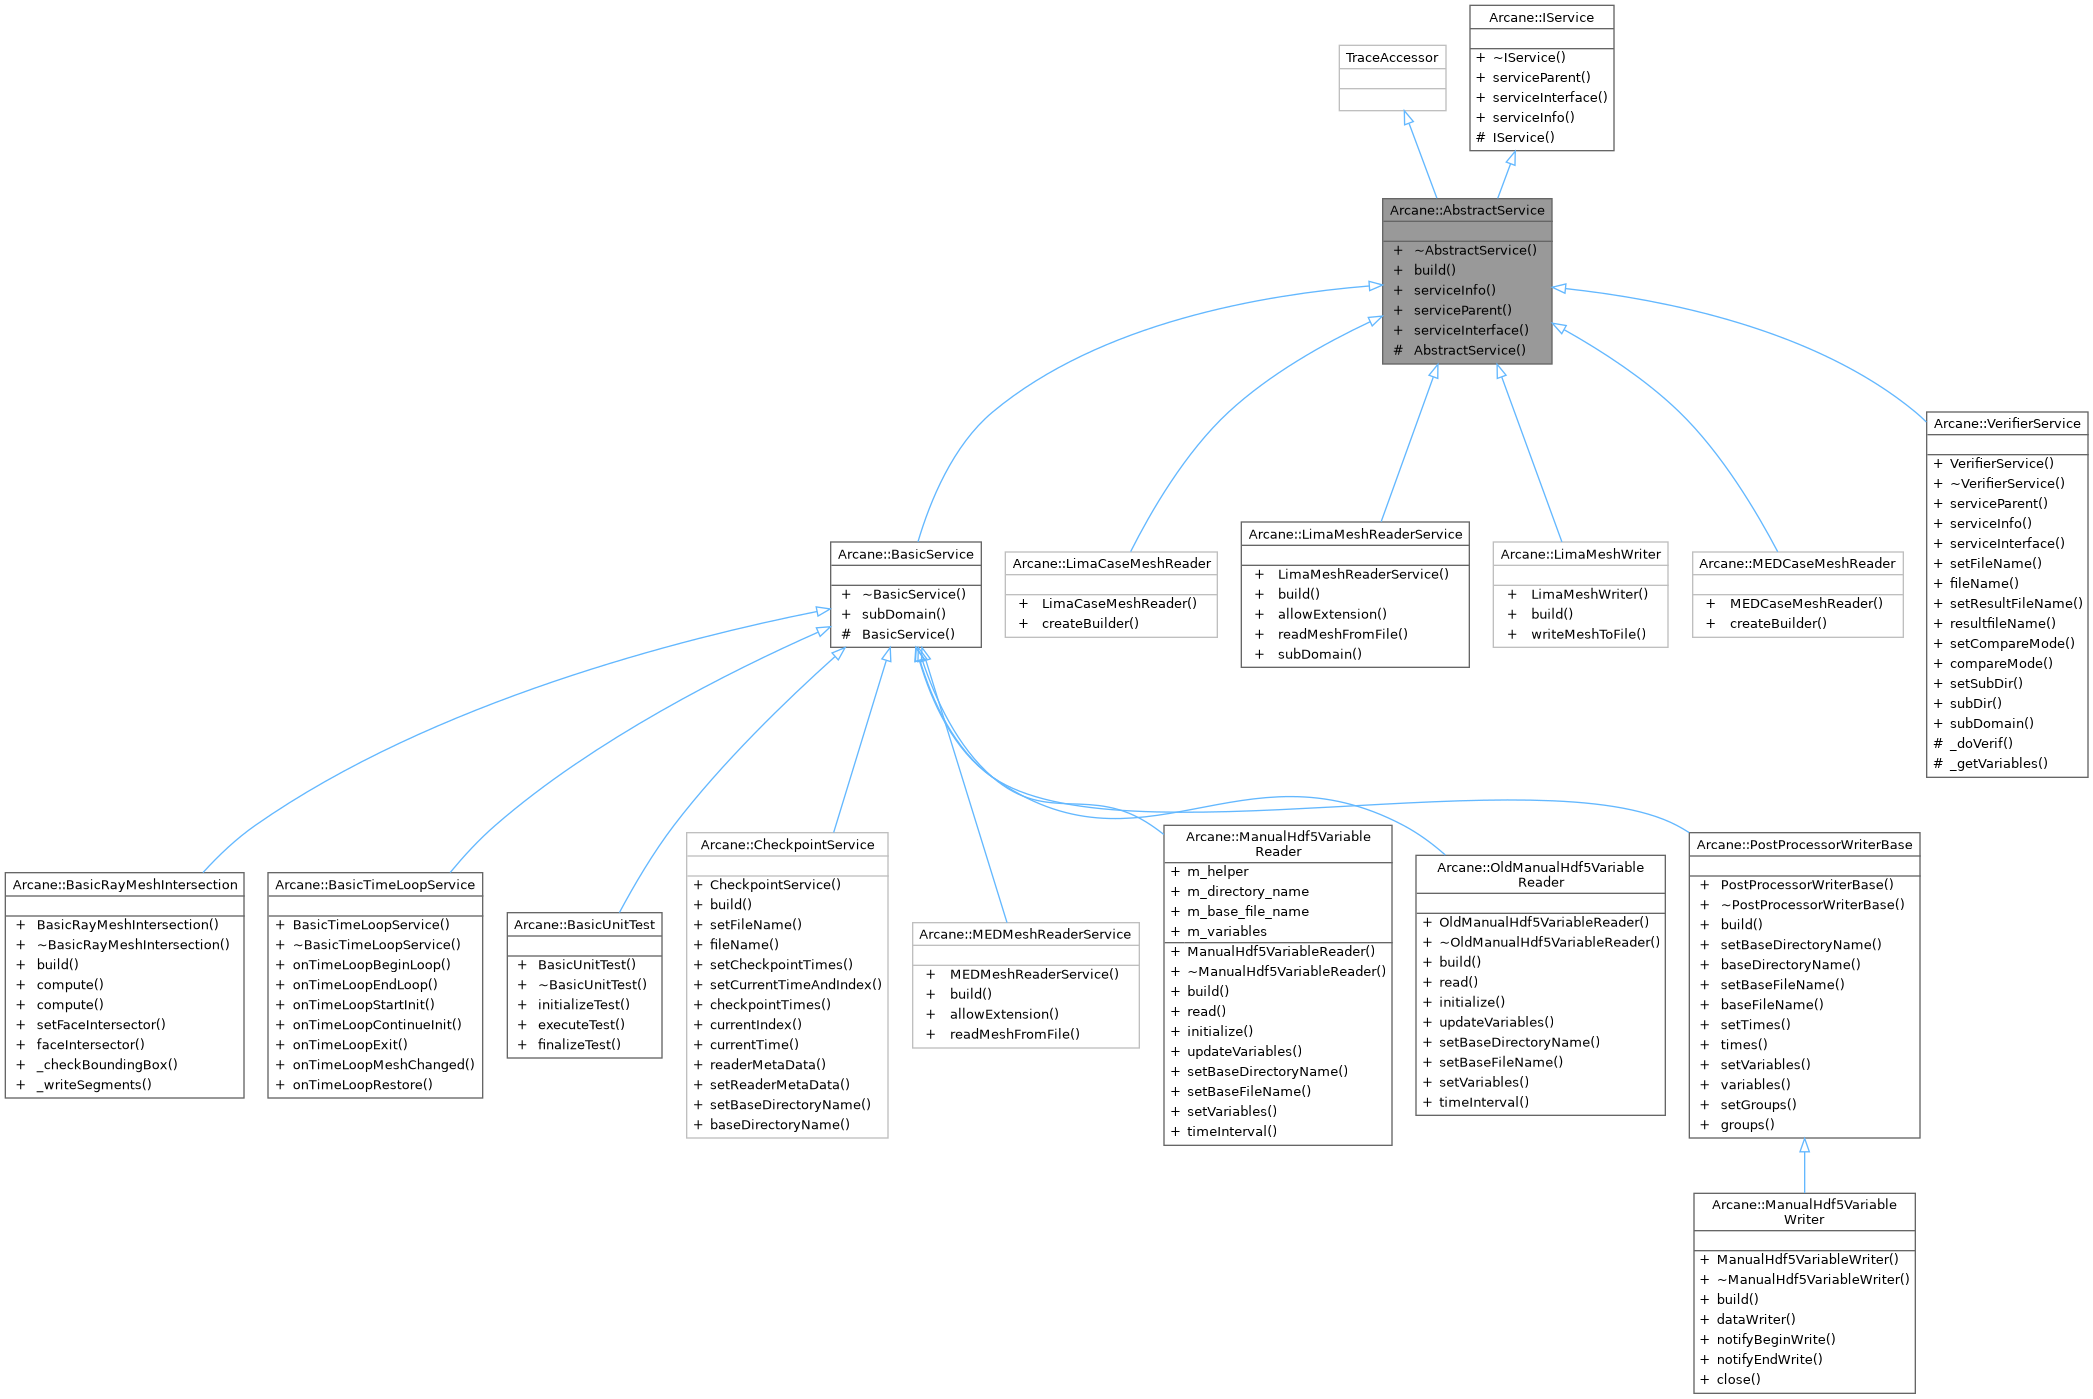 Arcane::IService
+ ~IService()
+ serviceParent()
+ serviceInterface()
+ serviceInfo()
# IService()
TraceAccessor
Arcane::AbstractService
+ ~AbstractService()
+ build()
+ serviceInfo()
+ serviceParent()
+ serviceInterface()
# AbstractService()
Arcane::VerifierService
+ VerifierService()
+ ~VerifierService()
+ serviceParent()
+ serviceInfo()
+ serviceInterface()
+ setFileName()
+ fileName()
+ setResultFileName()
+ resultfileName()
+ setCompareMode()
+ compareMode()
+ setSubDir()
+ subDir()
+ subDomain()
# _doVerif()
# _getVariables()
Arcane::BasicService
+ ~BasicService()
+ subDomain()
# BasicService()
Arcane::LimaCaseMeshReader
+ LimaCaseMeshReader()
+ createBuilder()
Arcane::LimaMeshReaderService
+ LimaMeshReaderService()
+ build()
+ allowExtension()
+ readMeshFromFile()
+ subDomain()
Arcane::LimaMeshWriter
+ LimaMeshWriter()
+ build()
+ writeMeshToFile()
Arcane::MEDCaseMeshReader
+ MEDCaseMeshReader()
+ createBuilder()
Arcane::BasicRayMeshIntersection
+ BasicRayMeshIntersection()
+ ~BasicRayMeshIntersection()
+ build()
+ compute()
+ compute()
+ setFaceIntersector()
+ faceIntersector()
+ _checkBoundingBox()
+ _writeSegments()
Arcane::BasicTimeLoopService
+ BasicTimeLoopService()
+ ~BasicTimeLoopService()
+ onTimeLoopBeginLoop()
+ onTimeLoopEndLoop()
+ onTimeLoopStartInit()
+ onTimeLoopContinueInit()
+ onTimeLoopExit()
+ onTimeLoopMeshChanged()
+ onTimeLoopRestore()
Arcane::BasicUnitTest
+ BasicUnitTest()
+ ~BasicUnitTest()
+ initializeTest()
+ executeTest()
+ finalizeTest()
Arcane::CheckpointService
+ CheckpointService()
+ build()
+ setFileName()
+ fileName()
+ setCheckpointTimes()
+ setCurrentTimeAndIndex()
+ checkpointTimes()
+ currentIndex()
+ currentTime()
+ readerMetaData()
+ setReaderMetaData()
+ setBaseDirectoryName()
+ baseDirectoryName()
Arcane::MEDMeshReaderService
+ MEDMeshReaderService()
+ build()
+ allowExtension()
+ readMeshFromFile()
Arcane::ManualHdf5Variable
Reader
+ m_helper
+ m_directory_name
+ m_base_file_name
+ m_variables
+ ManualHdf5VariableReader()
+ ~ManualHdf5VariableReader()
+ build()
+ read()
+ initialize()
+ updateVariables()
+ setBaseDirectoryName()
+ setBaseFileName()
+ setVariables()
+ timeInterval()
Arcane::OldManualHdf5Variable
Reader
+ OldManualHdf5VariableReader()
+ ~OldManualHdf5VariableReader()
+ build()
+ read()
+ initialize()
+ updateVariables()
+ setBaseDirectoryName()
+ setBaseFileName()
+ setVariables()
+ timeInterval()
Arcane::PostProcessorWriterBase
+ PostProcessorWriterBase()
+ ~PostProcessorWriterBase()
+ build()
+ setBaseDirectoryName()
+ baseDirectoryName()
+ setBaseFileName()
+ baseFileName()
+ setTimes()
+ times()
+ setVariables()
+ variables()
+ setGroups()
+ groups()
Arcane::ManualHdf5Variable
Writer
+ ManualHdf5VariableWriter()
+ ~ManualHdf5VariableWriter()
+ build()
+ dataWriter()
+ notifyBeginWrite()
+ notifyEndWrite()
+ close()